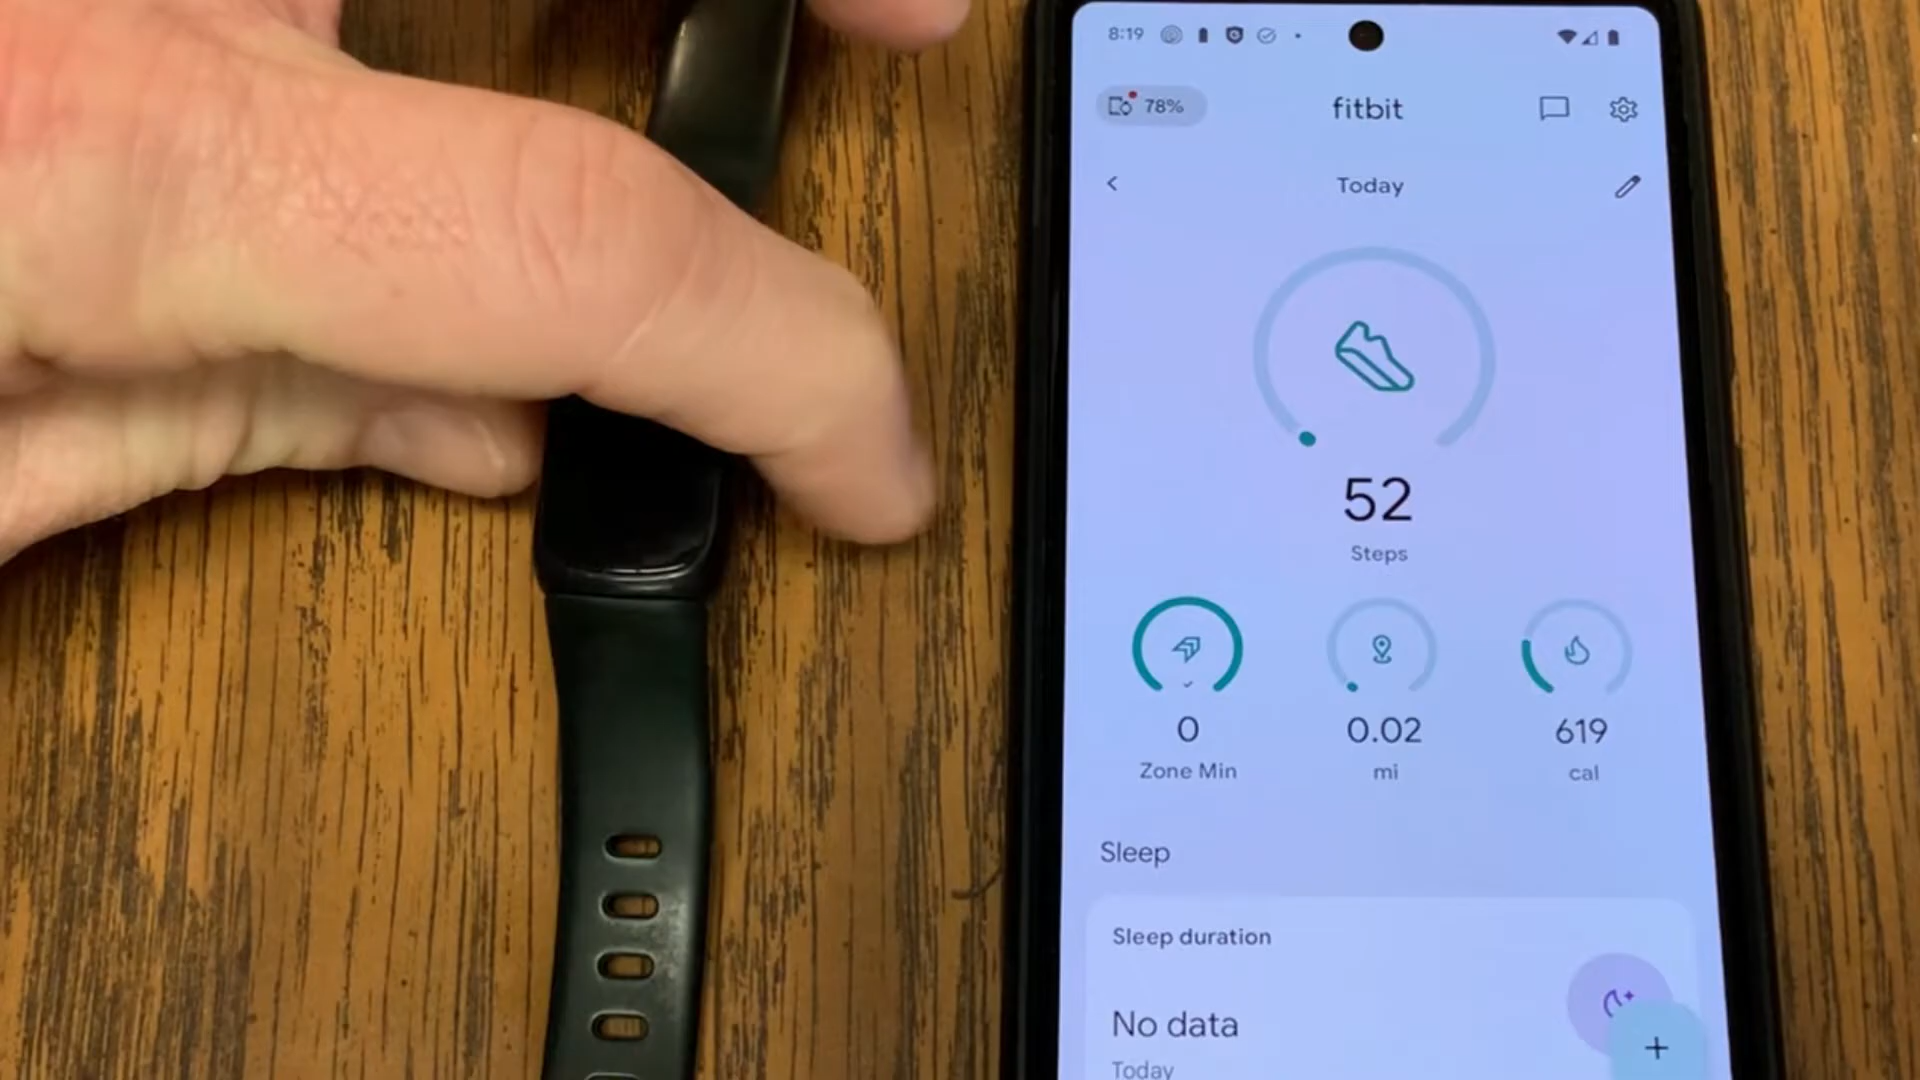 8:19
78%
fitbit
Today
52
Steps
0
Zone Min
0.02
mi
619
cal
Sleep
Sleep duration
No data
Today
+